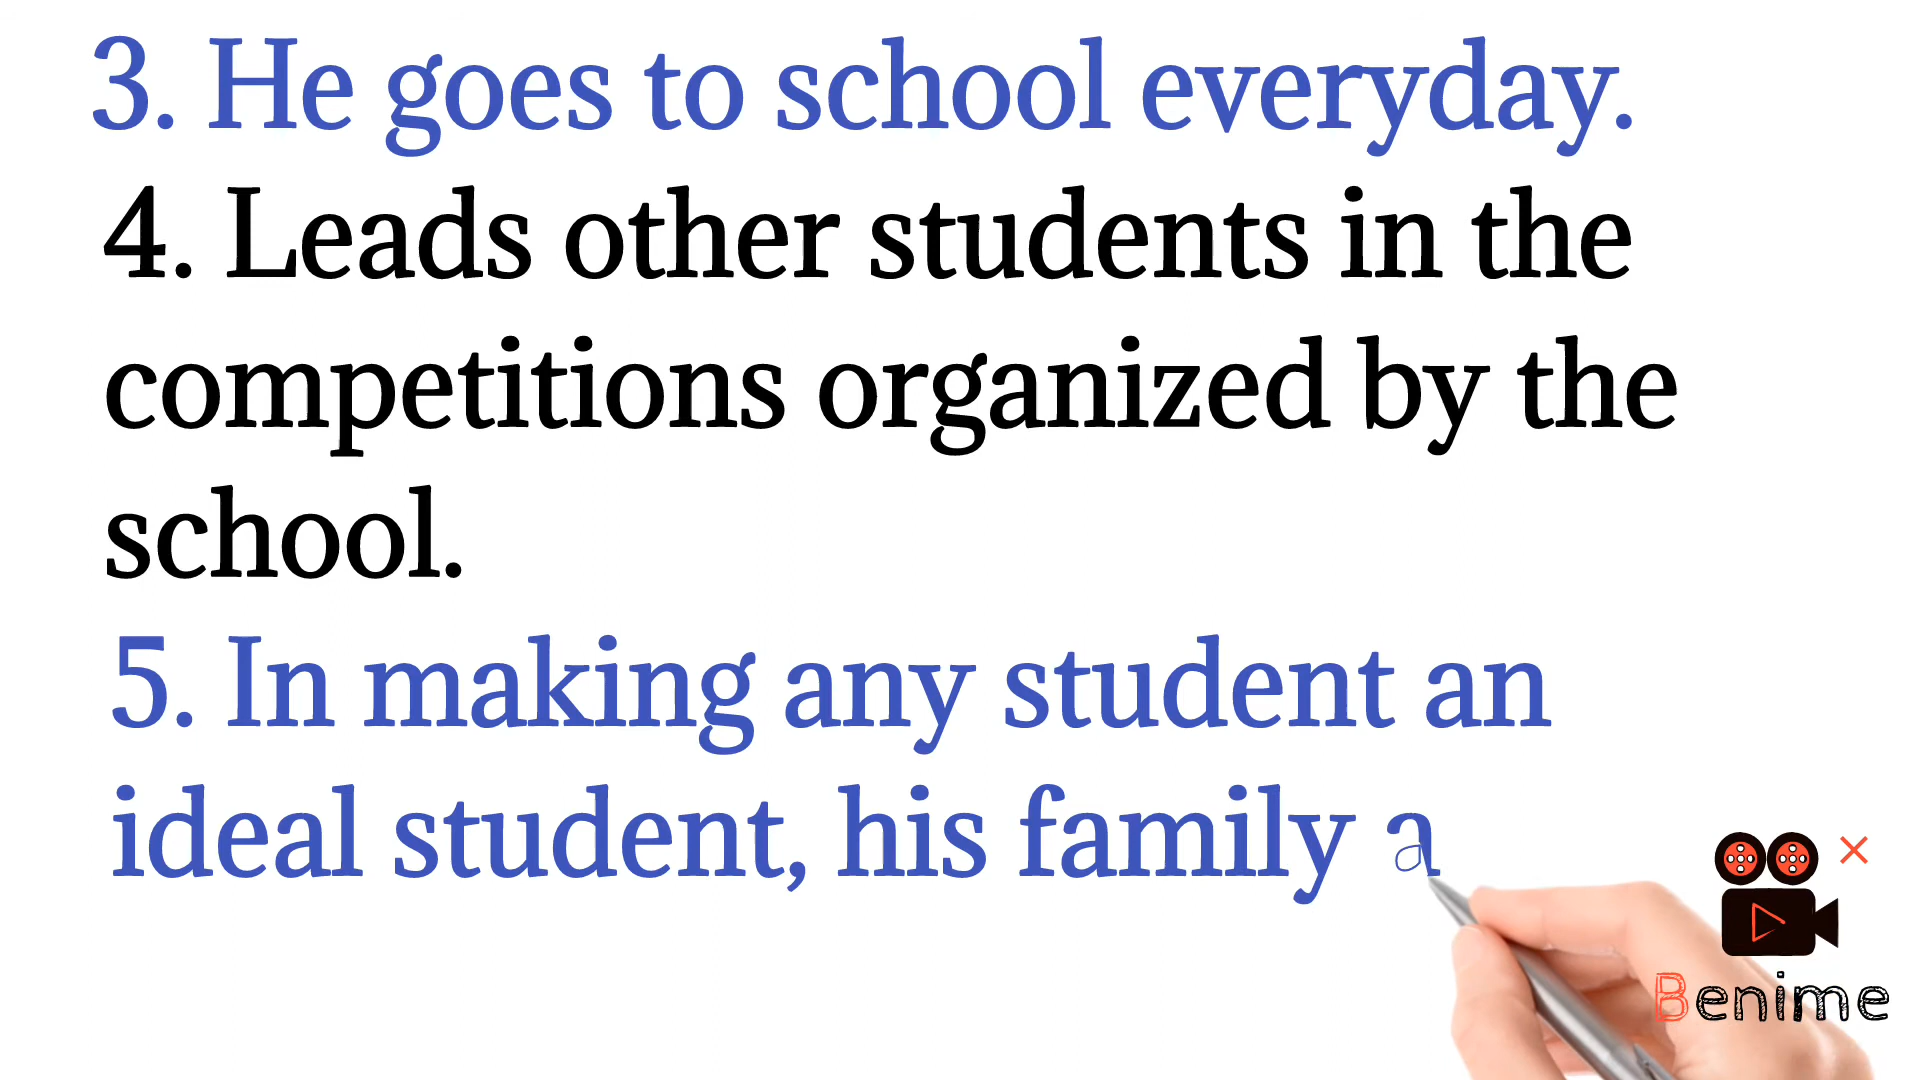 3. He goes to school everyday.
4. Leads other students in the
competitions organized by the
school.
5. In making any student an
ideal student, his family a
Benime